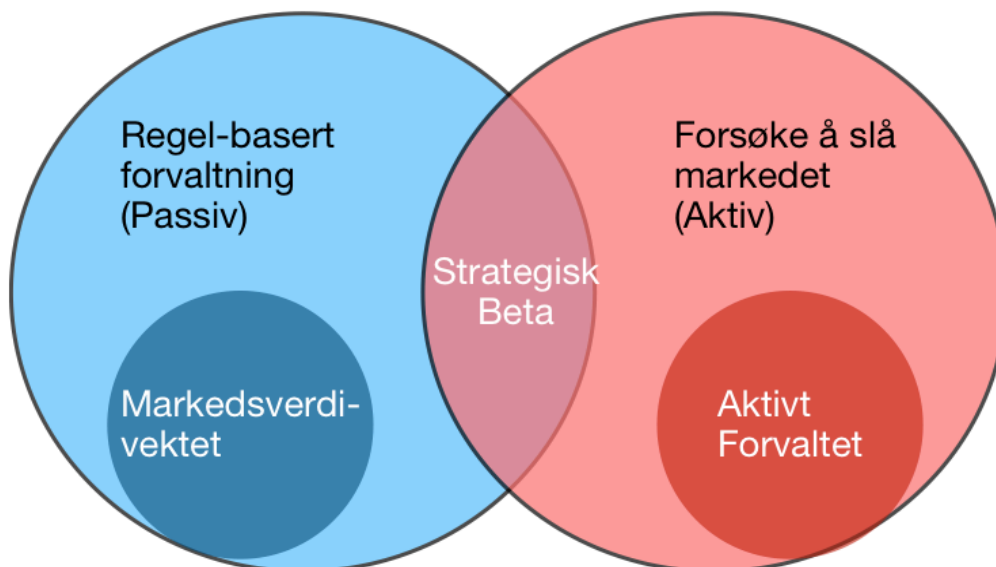 Regel-basert
forvaltning
(Passiv)
Forsøke å slå
markedet
(Aktiv)
Strategisk
Beta
Markedsverdi-
vektet
Aktivt
Forvaltet